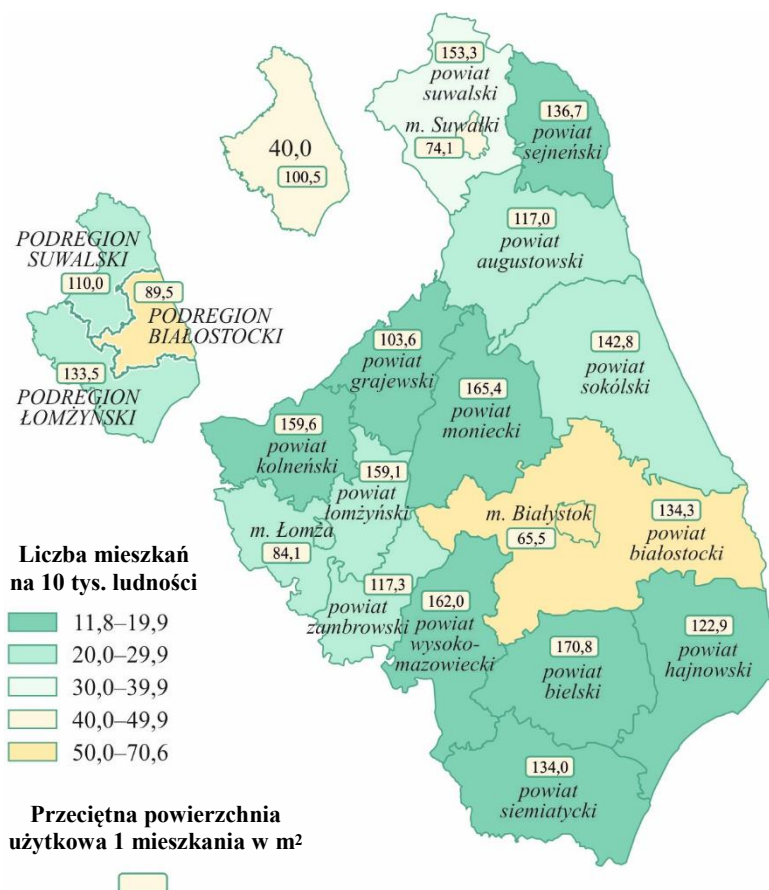 153,3
powiat
suwalski
m. Suwałki
74,1
136,7
powiat
sejneński
40,0
100,5
117,0
powiat
augustowski
PODREGION
SUWALSKI
110,0
89,5
PODREGION
BIAŁOSTOCKI
133,5
PODREGION
ŁOMŻYŃSKI
103,6
powiat
grajewski
142,8
powiat
sokólski
165,4
powiat
moniecki
159,6
powiat
kolneński
159,1
powiat
łomżyński
m. Łomża
84,1
m. Białystok
65,5
134,3
powiat
białostocki
117,3
powiat
zambrowski
162,0
powiat
wysoko-
mazowiecki
170,8
powiat
bielski
122,9
powiat
hajnowski
134,0
powiat
siemiatycki
Liczba mieszkań
na 10 tys. ludności
11,8–19,9
20,0–29,9
30,0–39,9
40,0–49,9
50,0–70,6
Przeciętna powierzchnia
użytkowa 1 mieszkania w m²